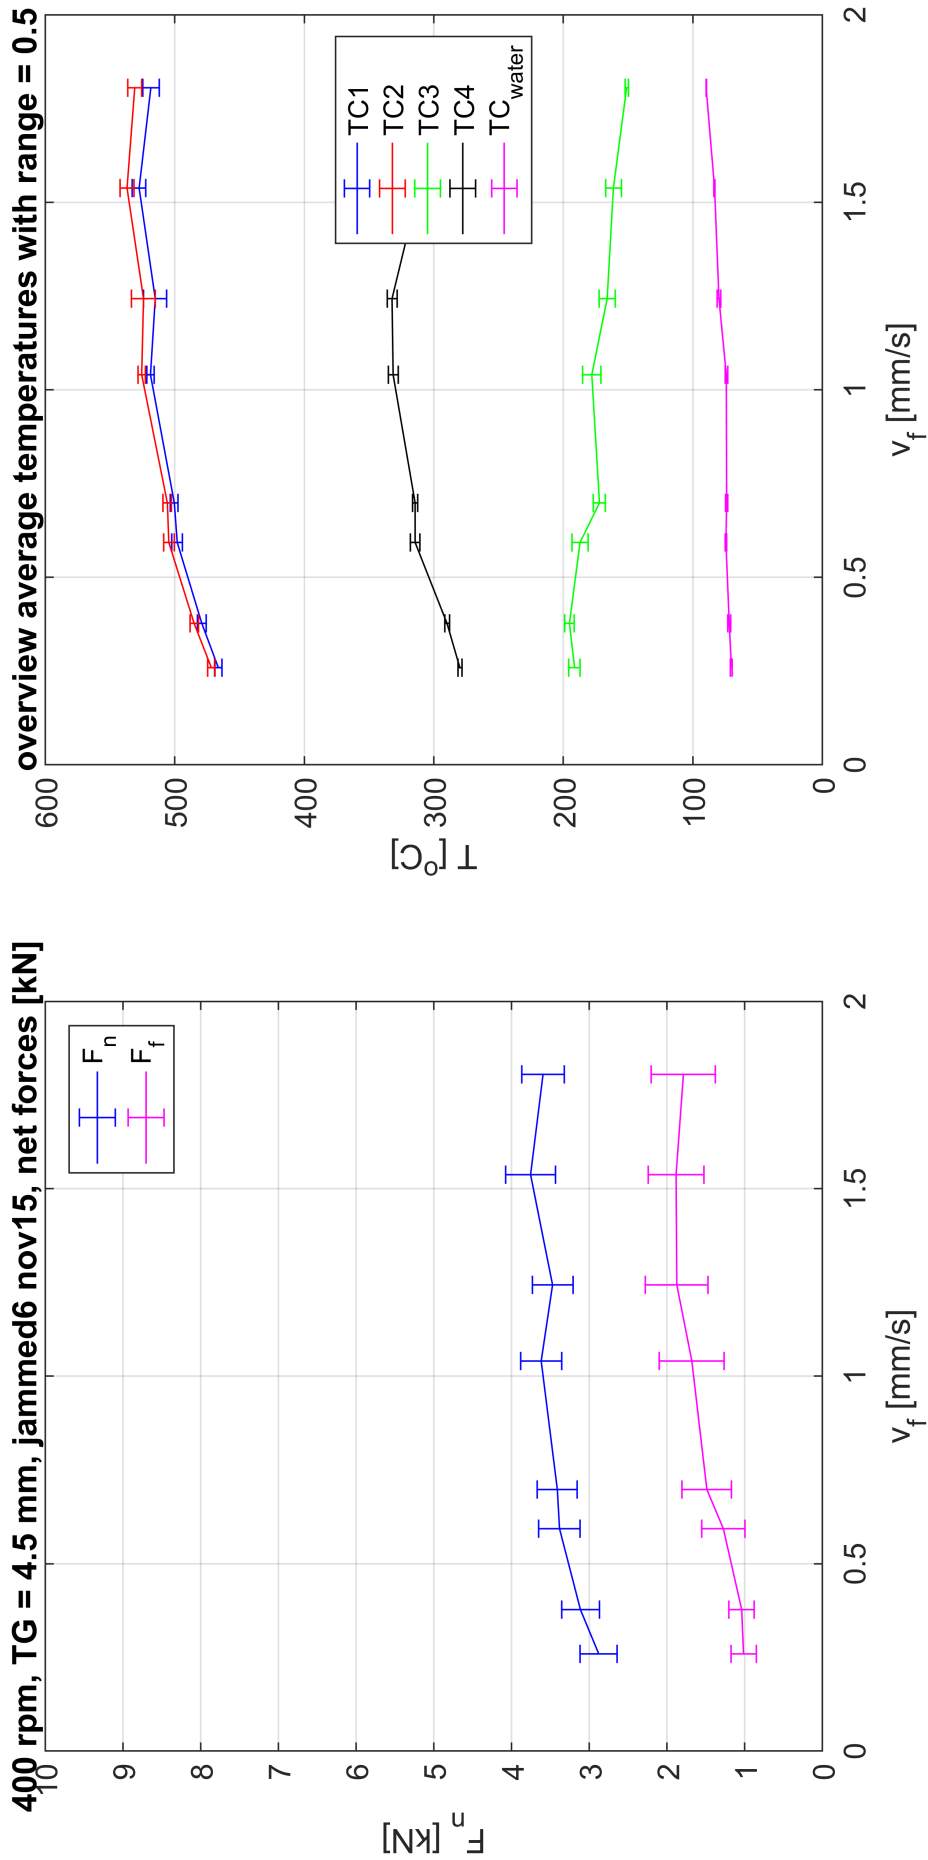 400 rpm, TG = 4.5 mm, jammed6 nov15, net forces [kN]
10
9
8
7
6
5
4
3
2
1
0
F_n [kN]
0
0.5
1
1.5
2
v_f [mm/s]
F_n
F_f
overview average temperatures with range = 0.5
600
500
400
300
200
100
0
T [°C]
0
0.5
1
1.5
2
v_f [mm/s]
TC1
TC2
TC3
TC4
TC_water